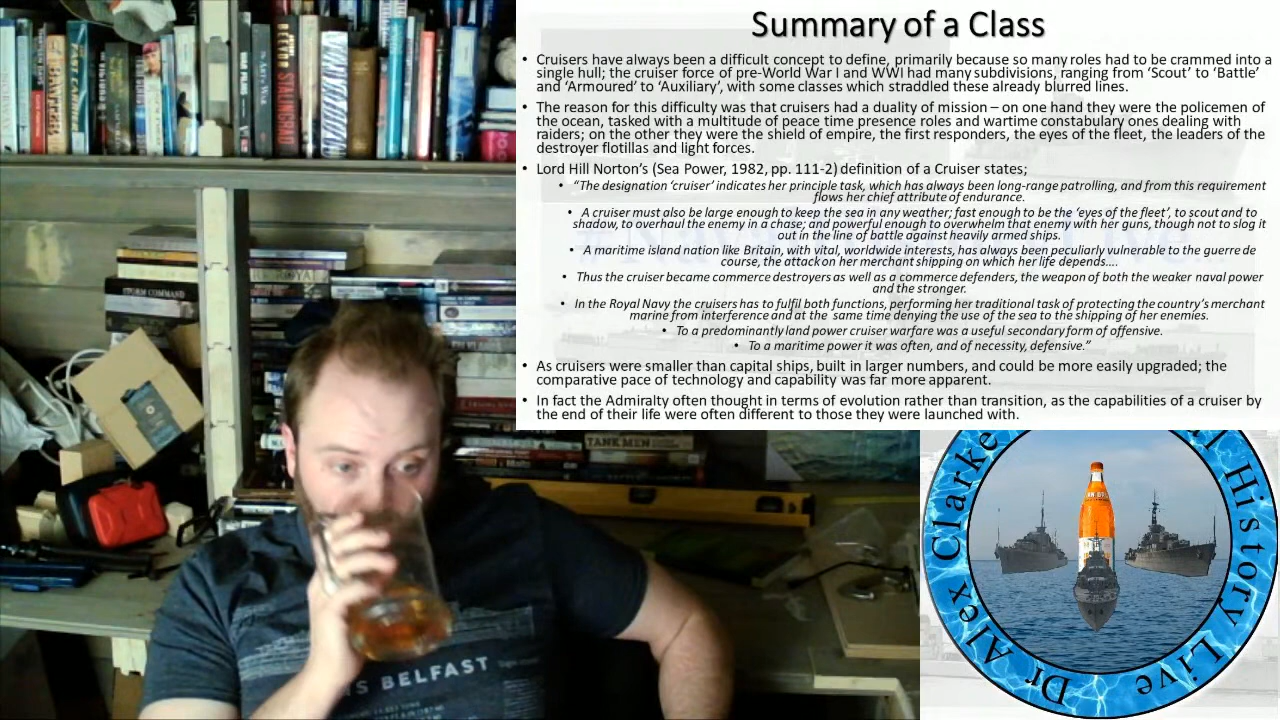 Summary of a Class
• Cruisers have always been a difficult concept to define, primarily because so many roles had to be crammed into a
single hull; the cruiser force of pre-World War I and WWI had many subdivisions, ranging from ‘Scout’ to ‘Battle’
and ‘Armoured’ to ‘Auxiliary’, with some classes which straddled these already blurred lines.
• The reason for this difficulty was that cruisers had a duality of mission – on one hand they were the policemen of
the ocean, tasked with a multitude of peace time presence roles and wartime constabulary ones dealing with
raiders; on the other they were the shield of empire, the first responders, the eyes of the fleet, the leaders of the
destroyer flotillas and light forces.
• Lord Hill Norton’s (Sea Power, 1982, pp. 111-2) definition of a Cruiser states;
• “The designation ‘cruiser’ indicates her principle task, which has always been long-range patrolling, and from this requirement
flows her chief attribute of endurance.
• A cruiser must also be large enough to keep the sea in any weather; fast enough to be the ‘eyes of the fleet’, to scout and to
shadow, to overhaul the enemy in a chase; and powerful enough to overwhelm that enemy with her guns, though not to slog it
out in the line of battle against heavily armed ships.
• A maritime island nation like Britain, with vital, worldwide interests, has always been peculiarly vulnerable to the guerre de
course, the attack on her merchant shipping on which her life depends….
• Thus the cruiser became commerce destroyers as well as a commerce defenders, the weapon of both the weaker naval power
and the stronger.
• In the Royal Navy the cruisers has to fulfil both functions, performing her traditional task of protecting the country’s merchant
marine from interference and at the same time denying the use of the sea to the shipping of her enemies.
• To a predominantly land power cruiser warfare was a useful secondary form of offensive.
• To a maritime power it was often, and of necessity, defensive.”
• As cruisers were smaller than capital ships, built in larger numbers, and could be more easily upgraded; the
comparative pace of technology and capability was far more apparent.
• In fact the Admiralty often thought in terms of evolution rather than transition, as the capabilities of a cruiser by
the end of their life were often different to those they were launched with.
STALINGRAD
STORM COMMAND
TANK MEN
BELFAST
Dr Alex Clarke
History Live